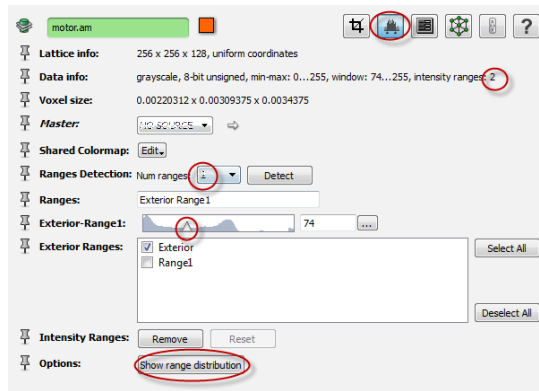 motor.am
?
Lattice info: 256 x 256 x 128, uniform coordinates
Data info: grayscale, 8-bit unsigned, min-max: 0...255, window: 74...255, intensity ranges: 2
Voxel size: 0.00220312 x 0.00309375 x 0.0034375
Master: NO SOURCE
Shared Colormap: Edit
Ranges Detection: Num ranges: 1 Detect
Ranges: Exterior Range1
Exterior-Range1: 74 ...
Exterior Ranges: Exterior Select All
Range1
Deselect All
Intensity Ranges: Remove Reset
Options: Show range distribution